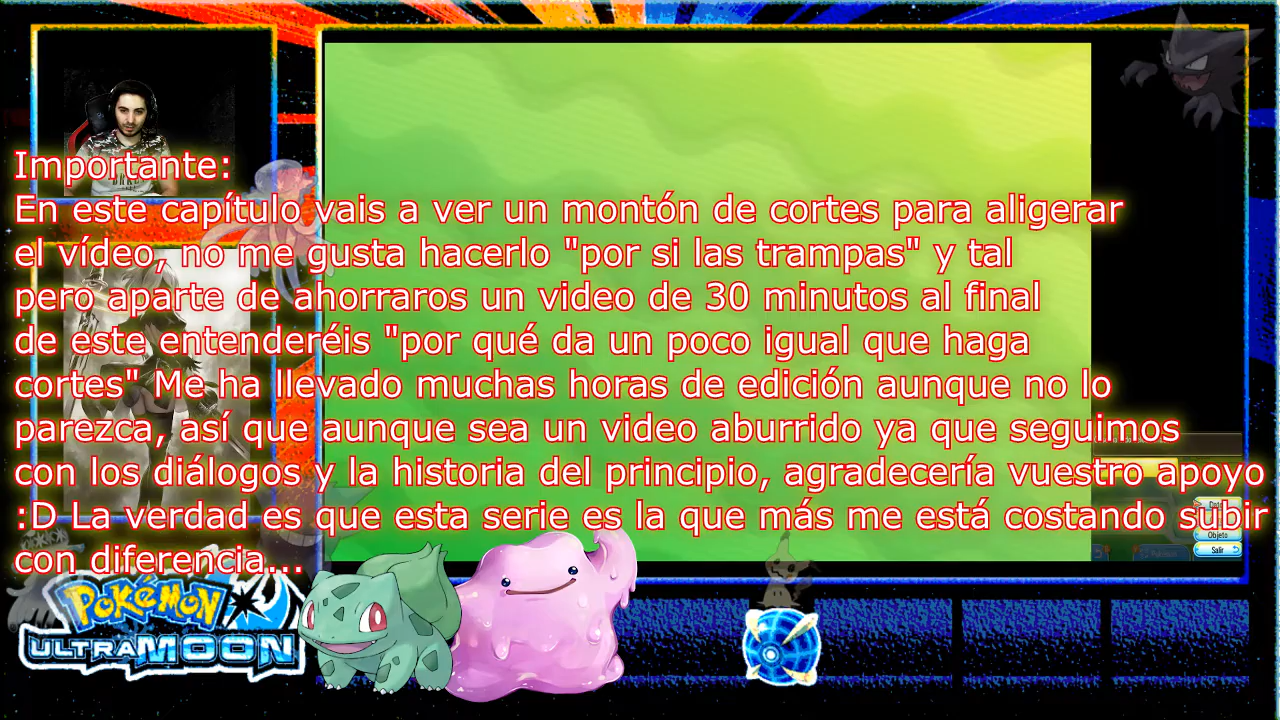 Importante:
En este capítulo vais a ver un montón de cortes para aligerar
el vídeo, no me gusta hacerlo "por si las trampas" y tal
pero aparte de ahorraros un video de 30 minutos al final
de este entenderéis "por qué da un poco igual que haga
cortes" Me ha llevado muchas horas de edición aunque no lo
parezca, así que aunque sea un video aburrido ya que seguimos
con los diálogos y la historia del principio, agradecería vuestro apoyo
:D La verdad es que esta serie es la que más me está costando subir
con diferencia...
Objeto
Salir
POKÉMON
ULTRAMOON